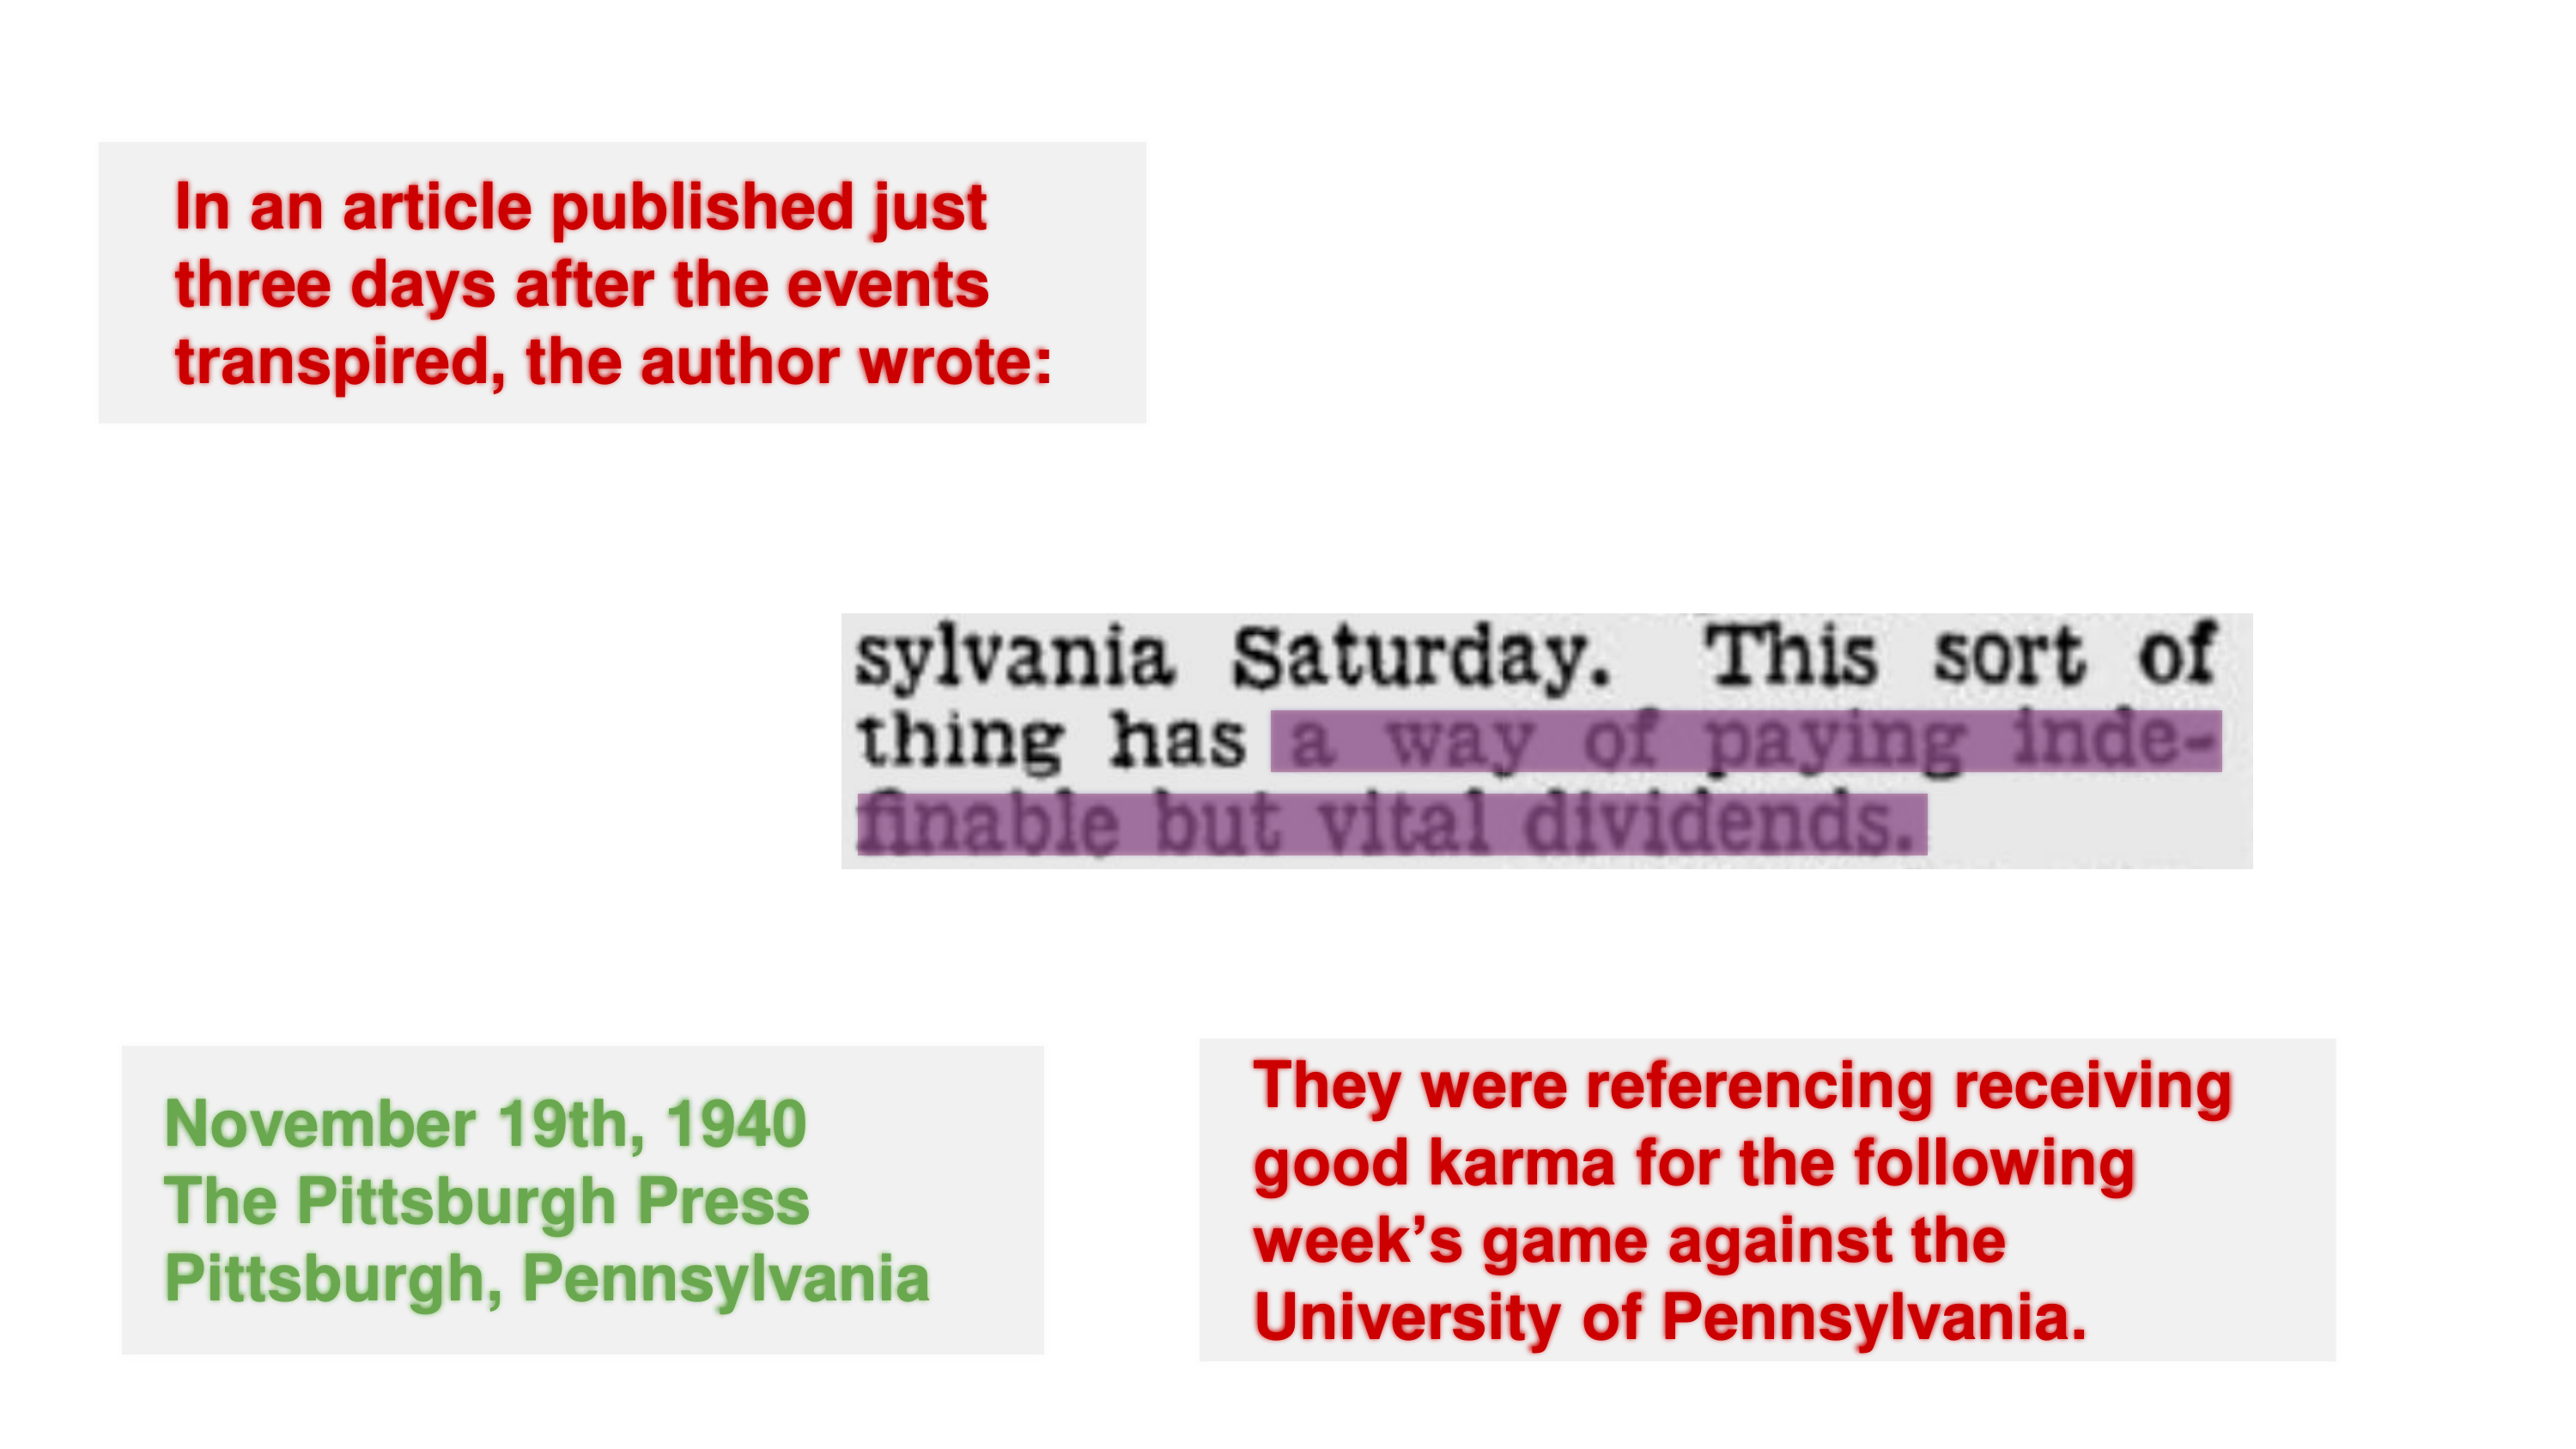 In an article published just
three days after the events
transpired, the author wrote:
sylvania Saturday. This sort of
thing has a way of paying inde-
finable but vital dividends.
November 19th, 1940
The Pittsburgh Press
Pittsburgh, Pennsylvania
They were referencing receiving
good karma for the following
week’s game against the
University of Pennsylvania.